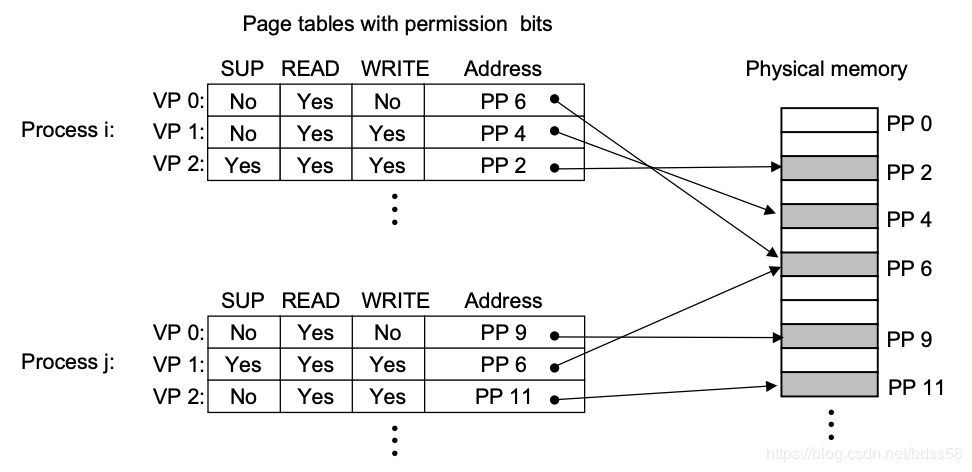 Page tables with permission bits
SUP READ WRITE Address
Physical memory
Process i:
VP 0: No Yes No PP 6
VP 1: No Yes Yes PP 4
VP 2: Yes Yes Yes PP 2
PP 0
PP 2
PP 4
PP 6
PP 9
PP 11
SUP READ WRITE Address
Process j:
VP 0: No Yes No PP 9
VP 1: Yes Yes Yes PP 6
VP 2: No Yes Yes PP 11
https://blog.csdn.net/bdss58